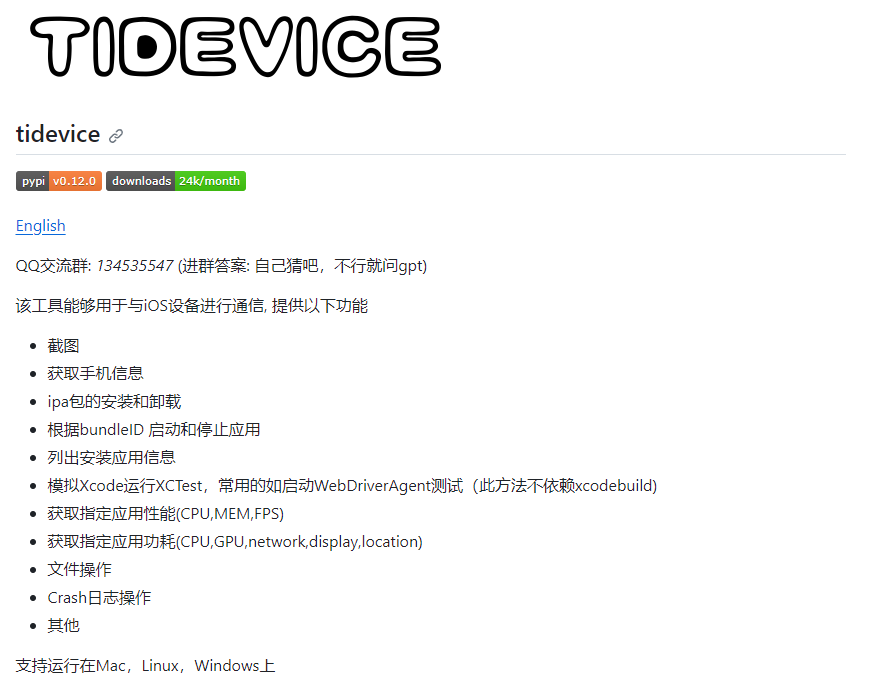 TIDEVICE
tidevice
pypi v0.12.0 downloads 24k/month
English
QQ交流群: 134535547 (进群答案: 自己猜吧，不行就问gpt)
该工具能够用于与iOS设备进行通信, 提供以下功能
截图
获取手机信息
ipa包的安装和卸载
根据bundleID 启动和停止应用
列出安装应用信息
模拟Xcode运行XCTest，常用的如启动WebDriverAgent测试（此方法不依赖xcodebuild)
获取指定应用性能(CPU,MEM,FPS)
获取指定应用功耗(CPU,GPU,network,display,location)
文件操作
Crash日志操作
其他
支持运行在Mac，Linux，Windows上